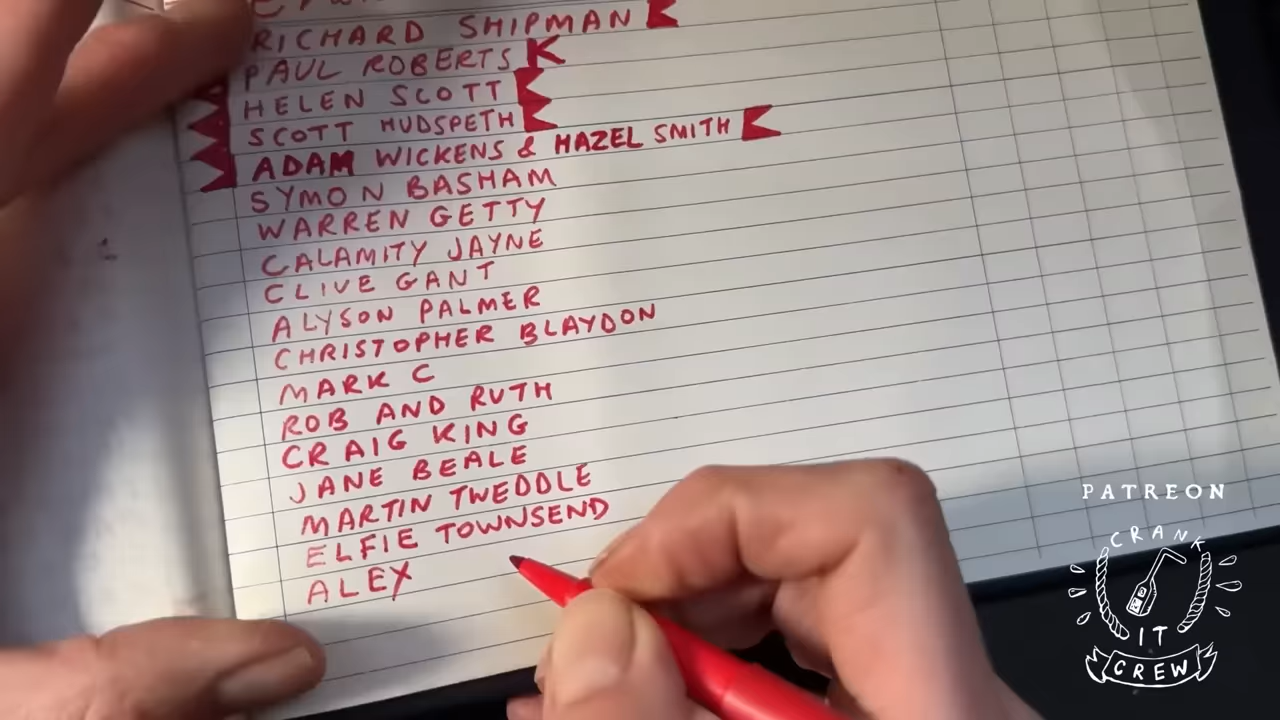 RICHARD SHIPMAN
PAUL ROBERTS
HELEN SCOTT
SCOTT HUDSPETH
ADAM WICKENS & HAZEL SMITH
SYMON BASHAM
WARREN GETTY
CALAMITY JAYNE
CLIVE GANT
ALYSON PALMER
CHRISTOPHER BLAYDON
MARK C
ROB AND RUTH
CRAIG KING
JANE BEALE
MARTIN TWEDDLE
ELFIE TOWNSEND
ALEX
PATREON
CRANK
IT
CREW